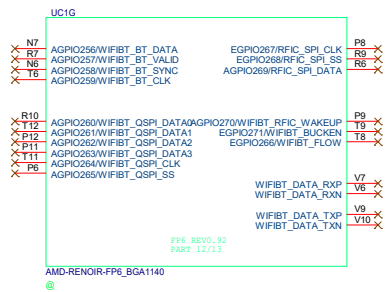 UC1G
N7 AGPIO256/WIFIBT_BT_DATA EGPIO267/RFIC_SPI_CLK P8
R7 AGPIO257/WIFIBT_BT_VALID EGPIO268/RFIC_SPI_SS R9
N6 AGPIO258/WIFIBT_BT_SYNC AGPIO269/RFIC_SPI_DATA R6
T6 AGPIO259/WIFIBT_BT_CLK
R10 AGPIO260/WIFIBT_QSPI_DATA0 AGPIO270/WIFIBT_RFIC_WAKEUP P9
T12 AGPIO261/WIFIBT_QSPI_DATA1 EGPIO271/WIFIBT_BUCKEN T9
P12 AGPIO262/WIFIBT_QSPI_DATA2 EGPIO266/WIFIBT_FLOW T8
P11 AGPIO263/WIFIBT_QSPI_DATA3
T11 AGPIO264/WIFIBT_QSPI_CLK
P6 AGPIO265/WIFIBT_QSPI_SS
WIFIBT_DATA_RXP V7
WIFIBT_DATA_RXN V6
WIFIBT_DATA_TXP V9
WIFIBT_DATA_TXN V10
FP6 REV0.92
PART 12/13
AMD-RENOIR-FP6_BGA1140
@